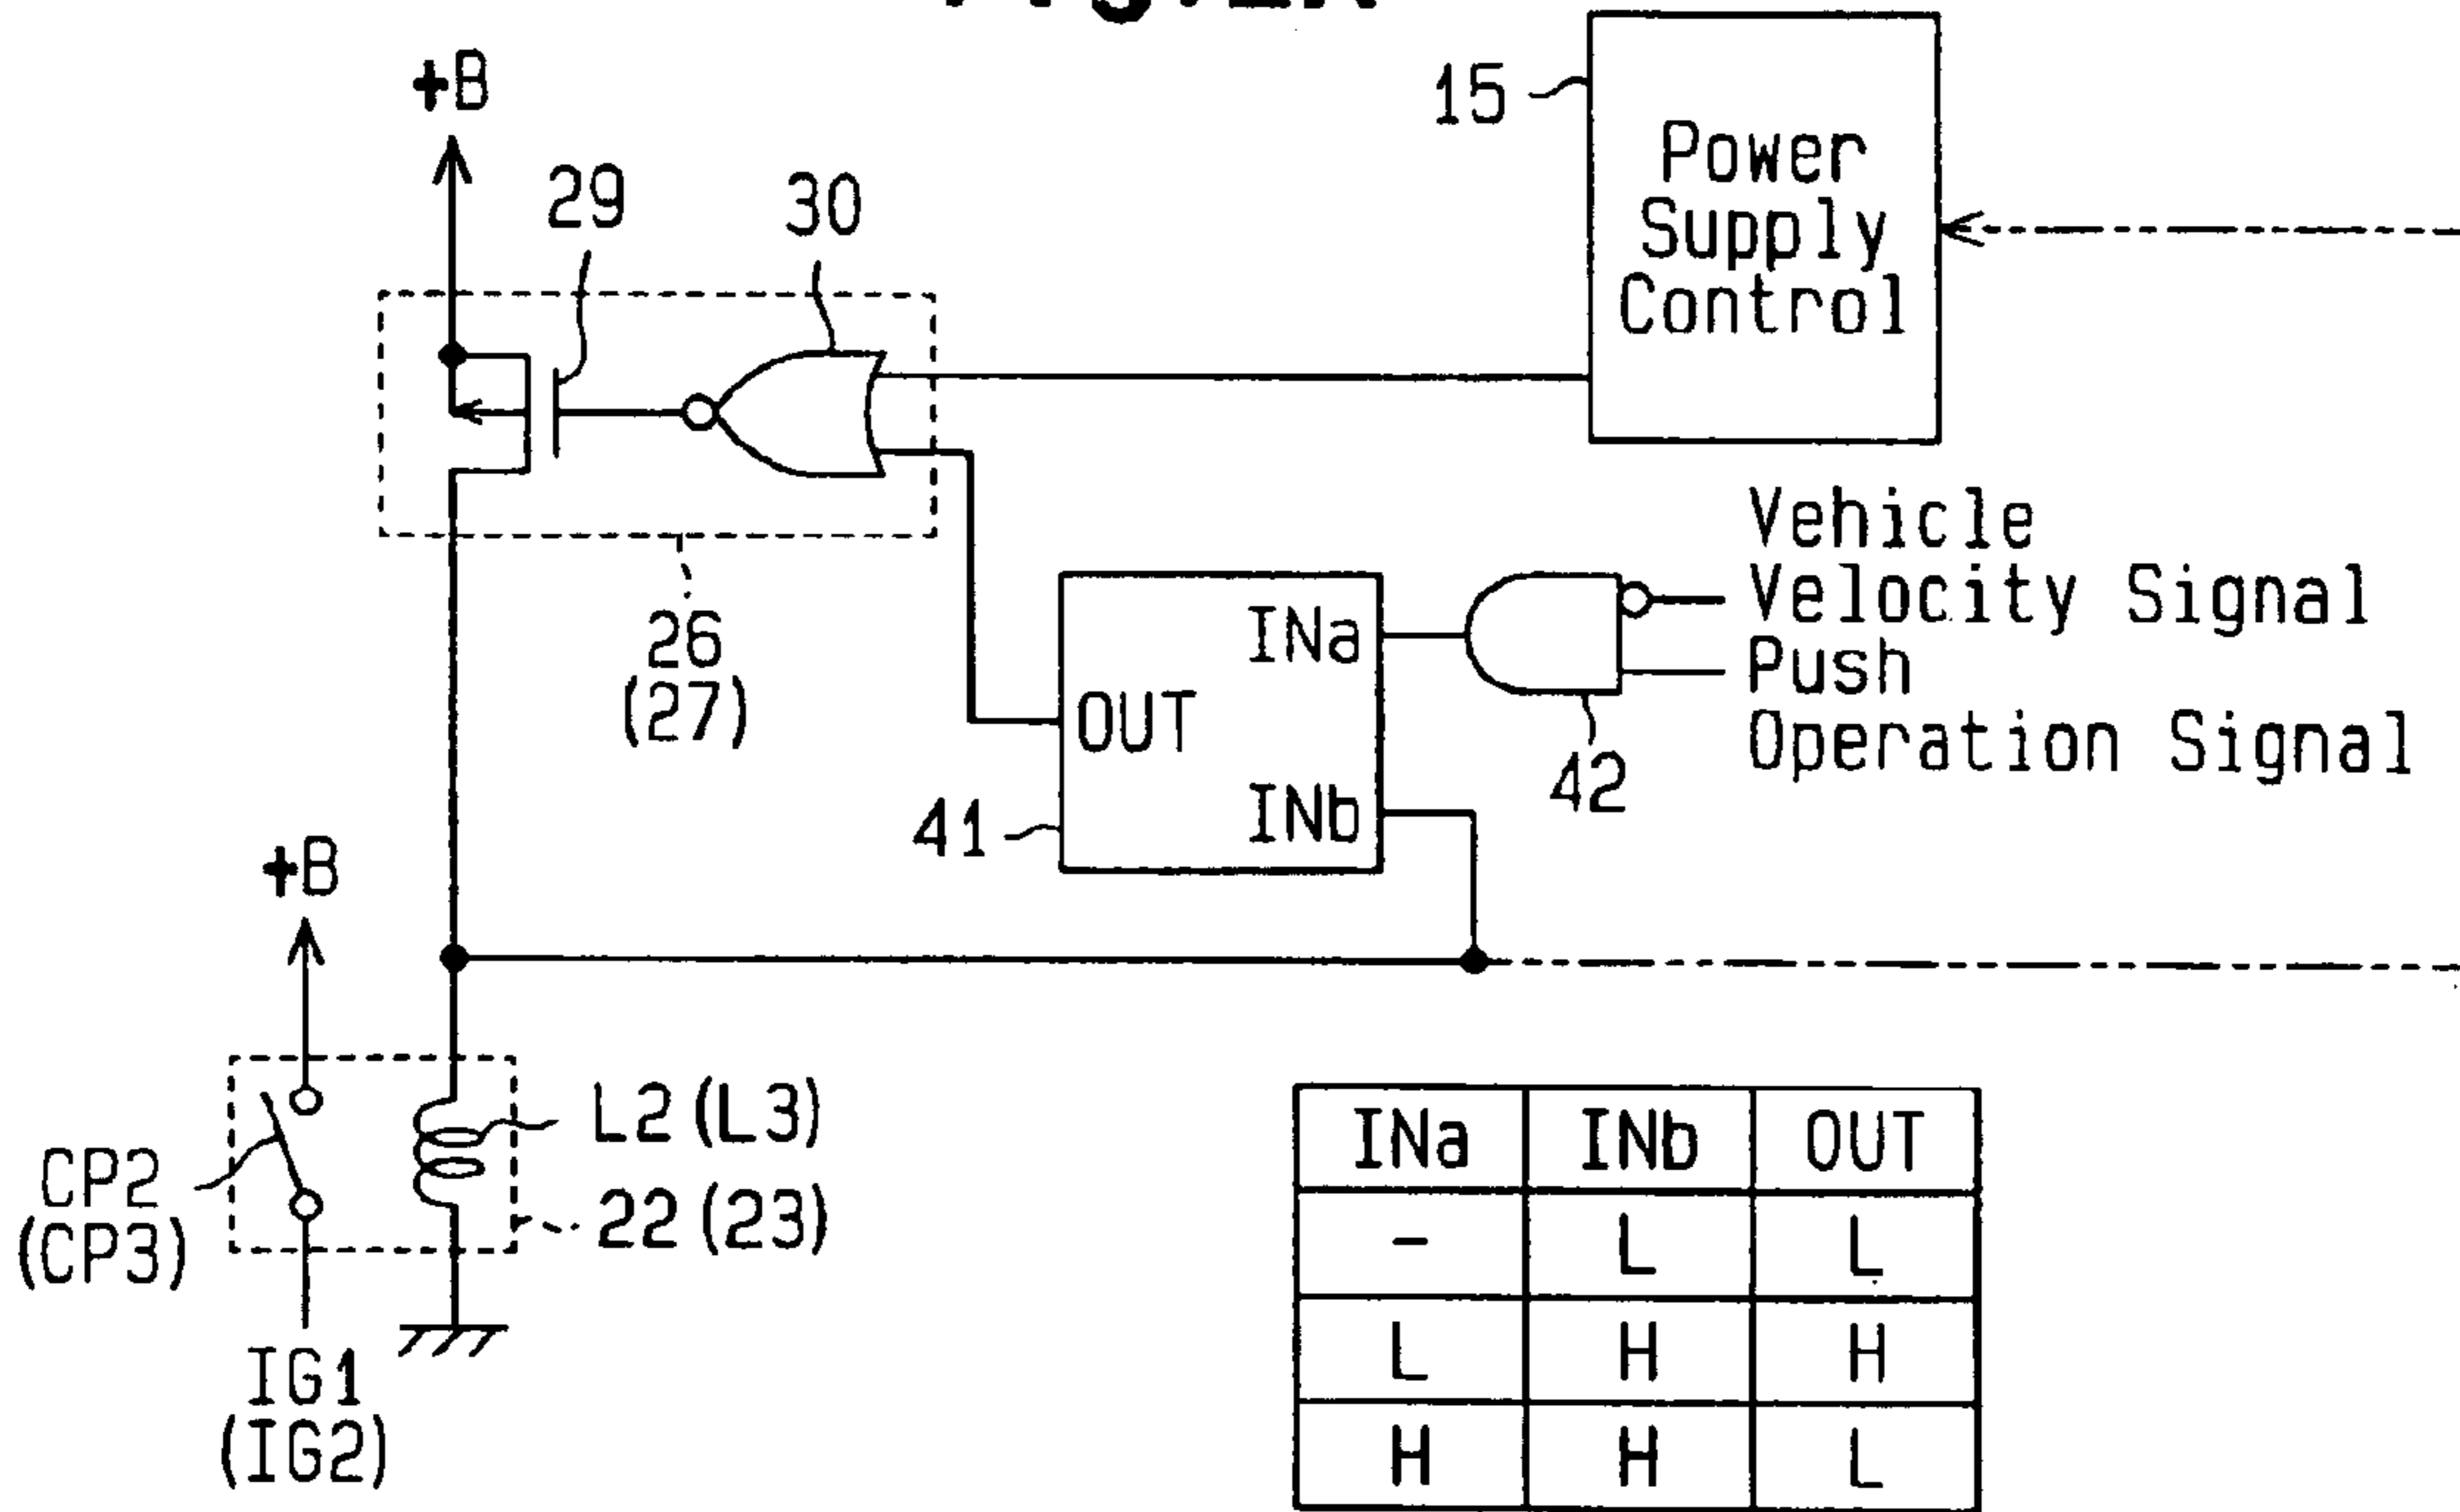 +B
15
Power
Supply
Control
29
30
26
(27)
Vehicle
Velocity Signal
Push
Operation Signal
INa
OUT
INb
42
41
+B
L2 (L3)
CP2
(CP3)
22 (23)
IG1
(IG2)
INa INb OUT
- L L
L H H
H H L